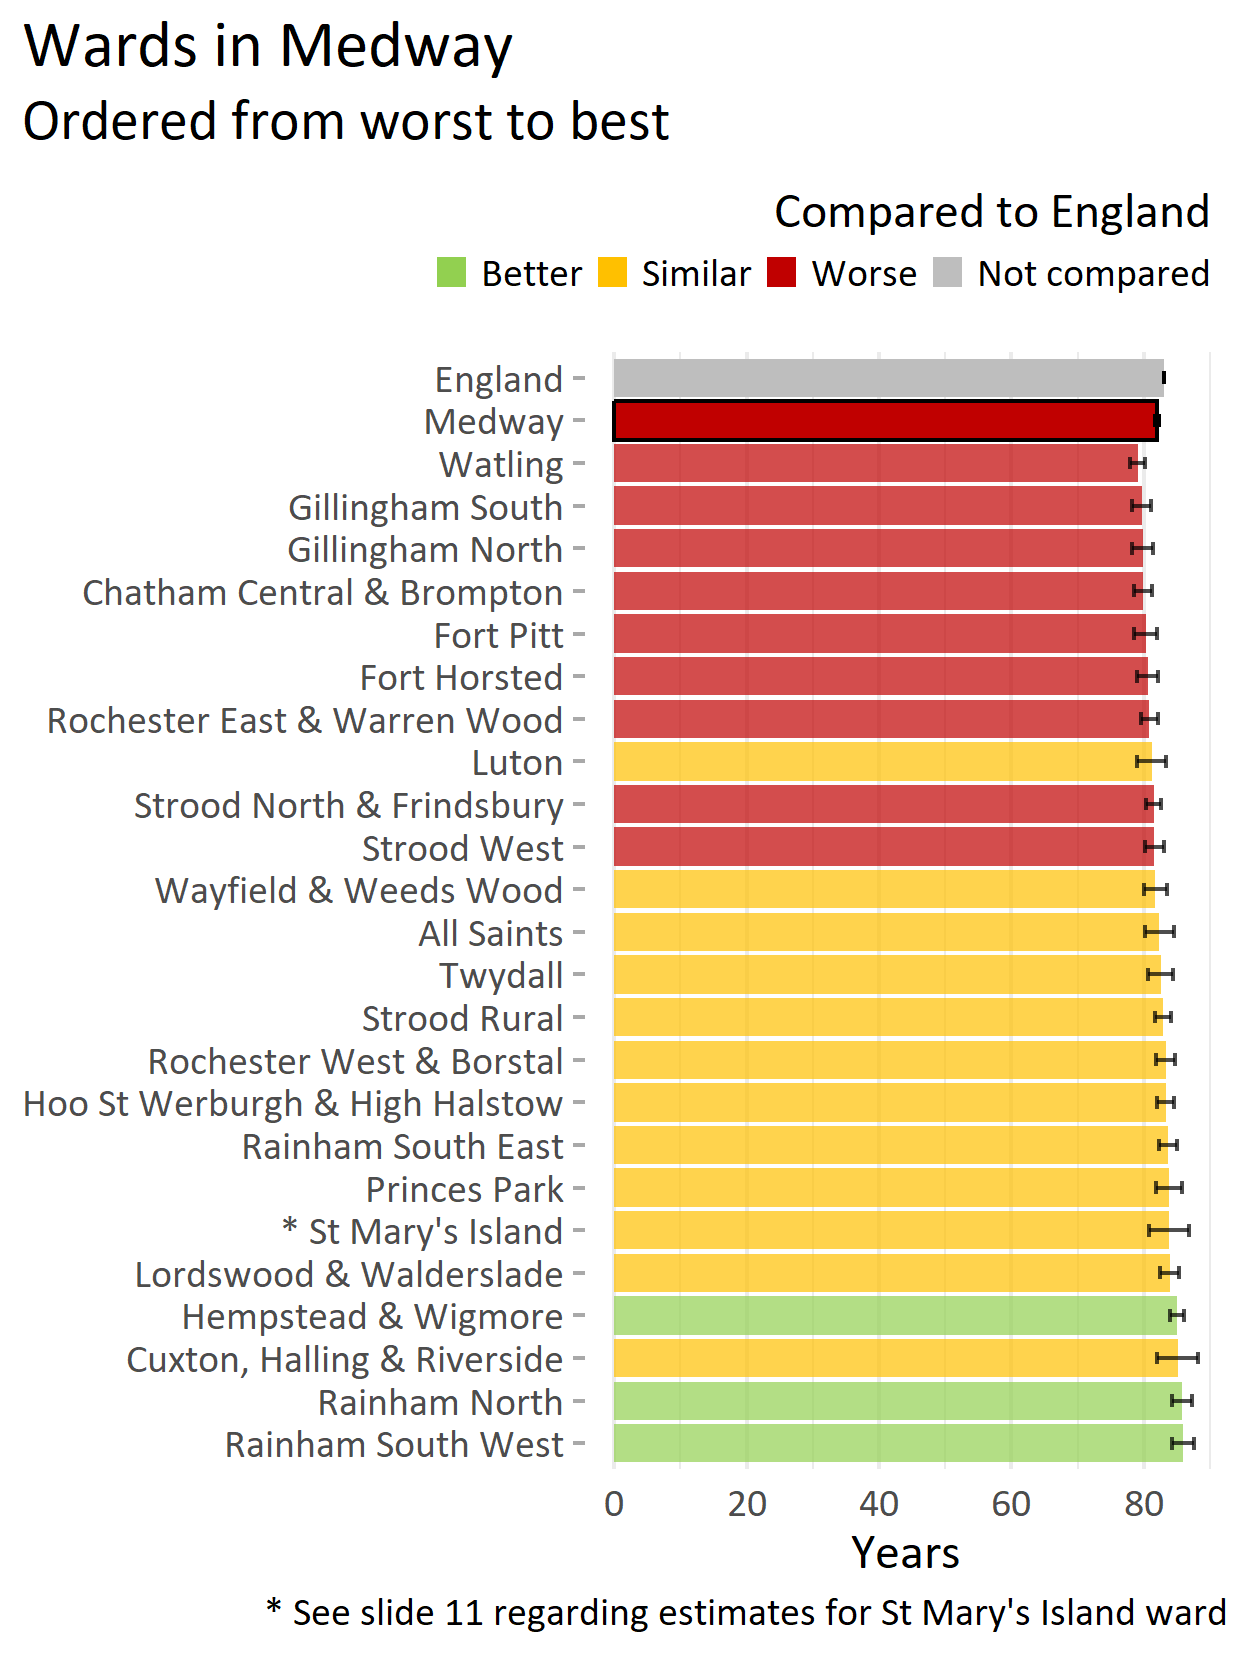 Wards in Medway
Ordered from worst to best
Compared to England
Better Similar Worse Not compared
England
Medway
Watling
Gillingham South
Gillingham North
Chatham Central & Brompton
Fort Pitt
Fort Horsted
Rochester East & Warren Wood
Luton
Strood North & Frindsbury
Strood West
Wayfield & Weeds Wood
All Saints
Twydall
Strood Rural
Rochester West & Borstal
Hoo St Werburgh & High Halstow
Rainham South East
Princes Park
* St Mary's Island
Lordswood & Walderslade
Hempstead & Wigmore
Cuxton, Halling & Riverside
Rainham North
Rainham South West
0 20 40 60 80
Years
* See slide 11 regarding estimates for St Mary's Island ward